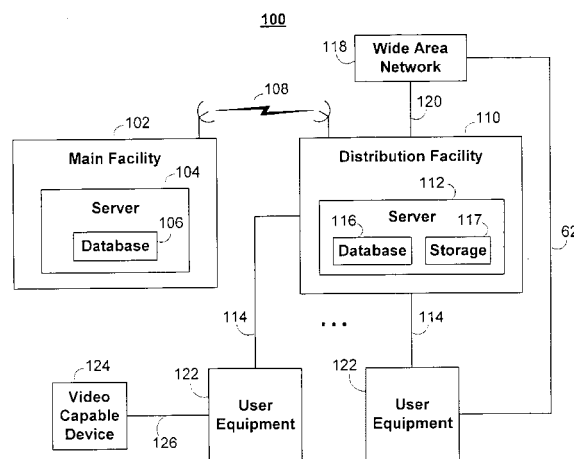 100
118
Wide Area
Network
108
120
102
110
Main Facility
104
Server
Database
106
Distribution Facility
112
Server
116
117
Database
Storage
62
114
...
114
124
Video
Capable
Device
126
122
User
Equipment
122
User
Equipment